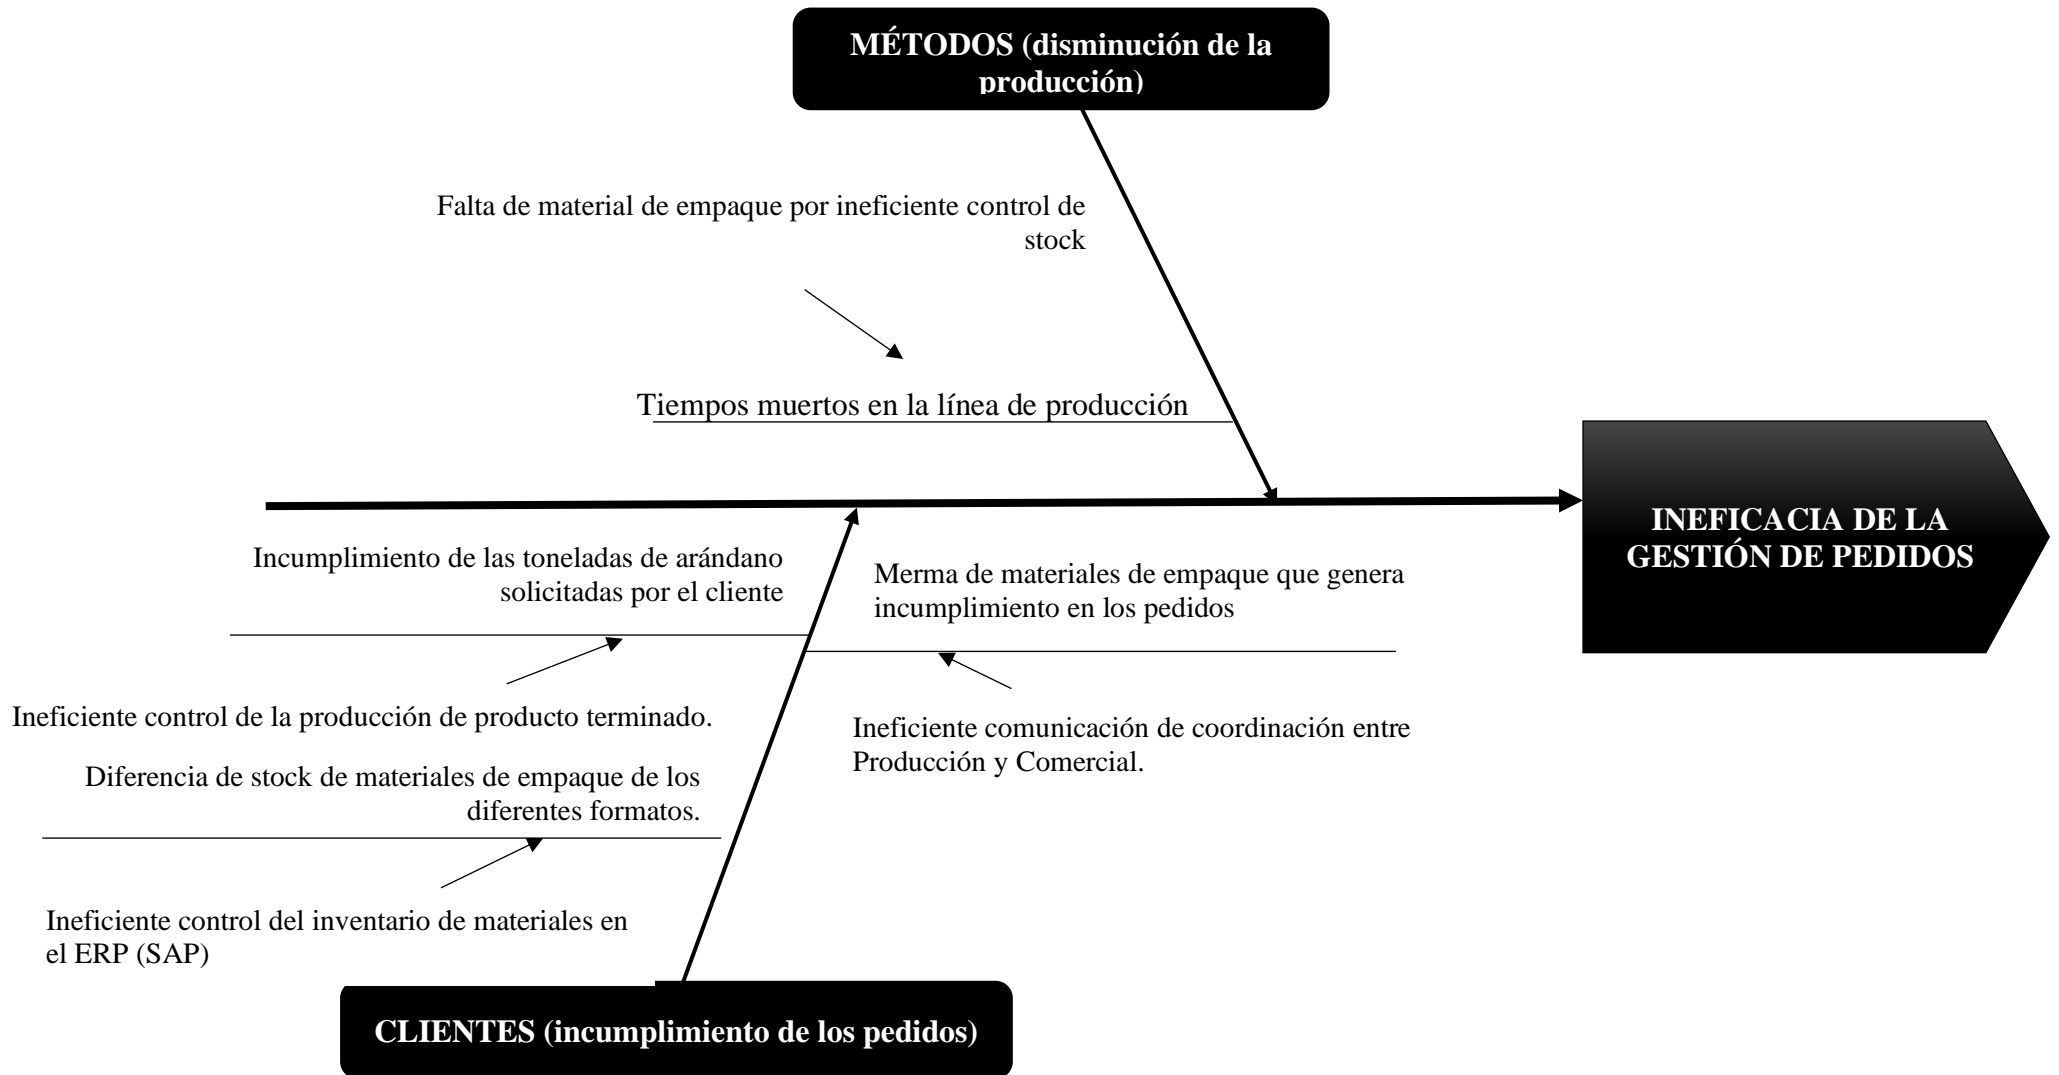 MÉTODOS (disminución de la
producción)
Falta de material de empaque por ineficiente control de
stock
Tiempos muertos en la línea de producción
INEFICACIA DE LA
GESTIÓN DE PEDIDOS
Incumplimiento de las toneladas de arándano
solicitadas por el cliente
Merma de materiales de empaque que genera
incumplimiento en los pedidos
Ineficiente control de la producción de producto terminado.
Ineficiente comunicación de coordinación entre
Producción y Comercial.
Diferencia de stock de materiales de empaque de los
diferentes formatos.
Ineficiente control del inventario de materiales en
el ERP (SAP)
CLIENTES (incumplimiento de los pedidos)